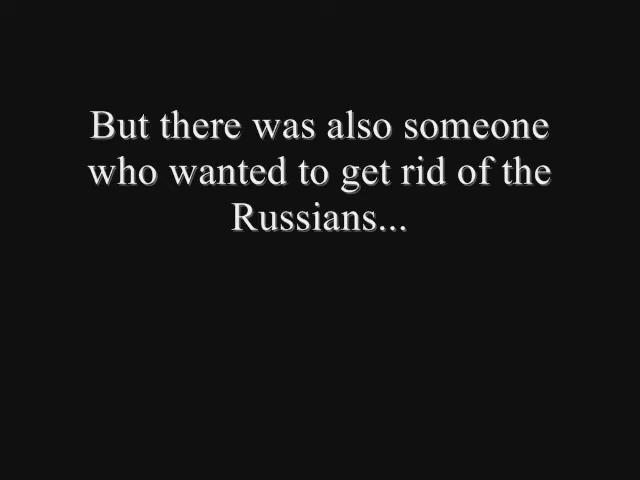 But there was also someone
who wanted to get rid of the
Russians...